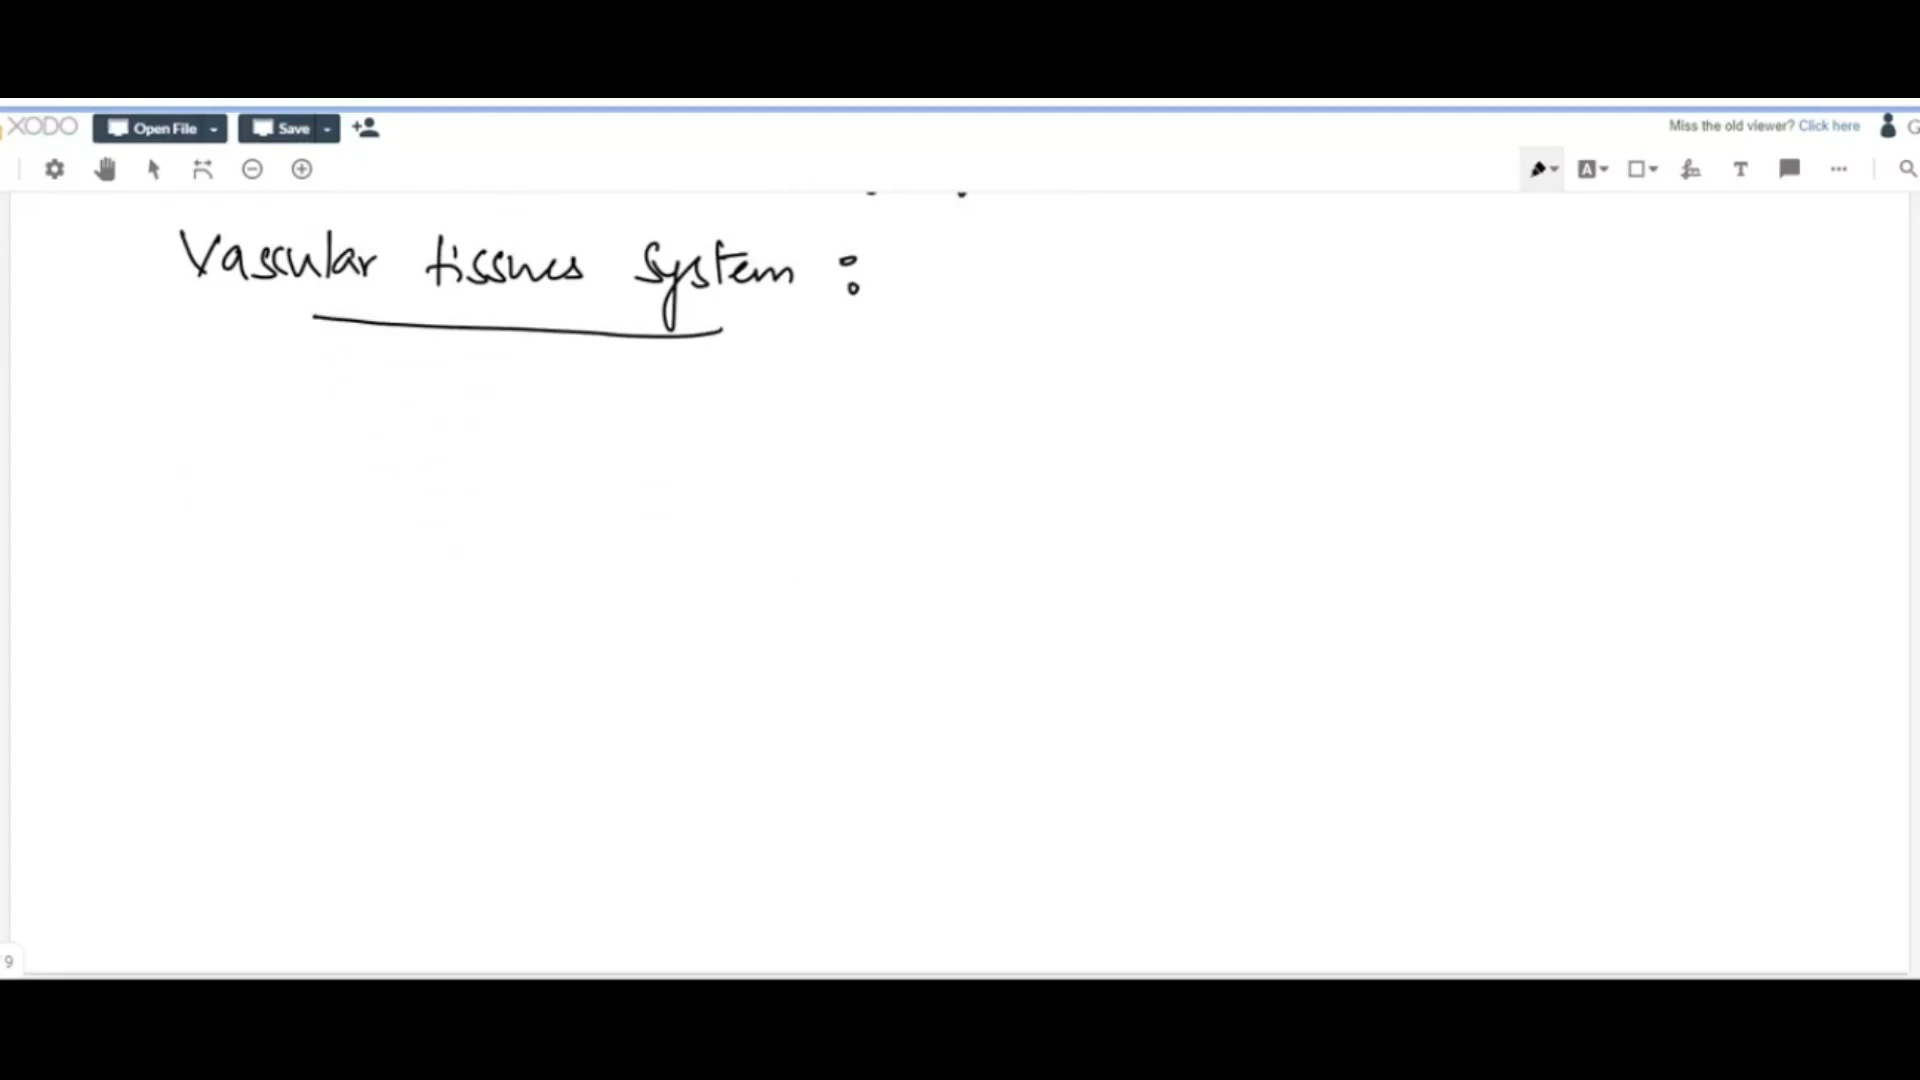 XODO Open File Save Miss the old viewer? Click here G
A T
Vascular tissues system :
9